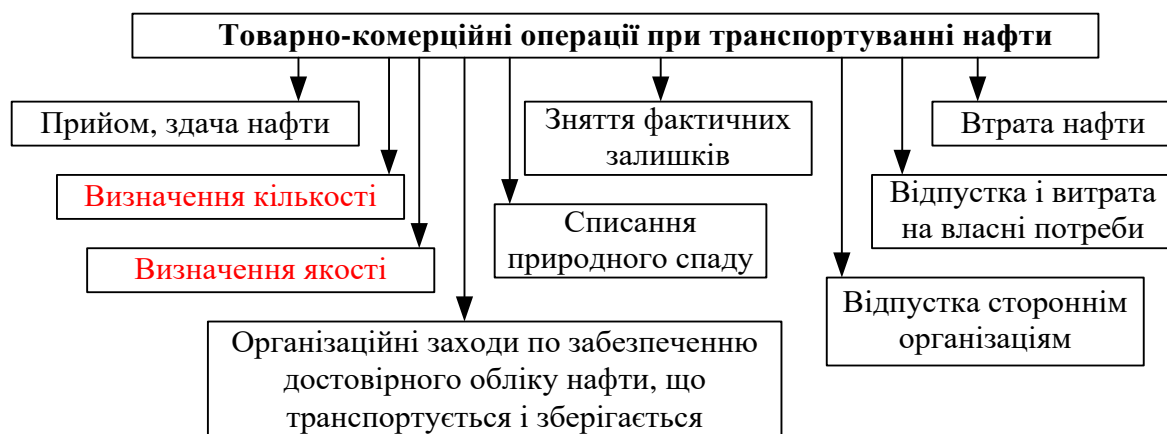 Товарно-комерційні операції при транспортуванні нафти
Прийом, здача нафти
Зняття фактичних
залишків
Втрата нафти
Визначення кількості
Відпустка і витрата
на власні потреби
Списання
природного спаду
Визначення якості
Відпустка стороннім
організаціям
Організаційні заходи по забезпеченню
достовірного обліку нафти, що
транспортується і зберігається